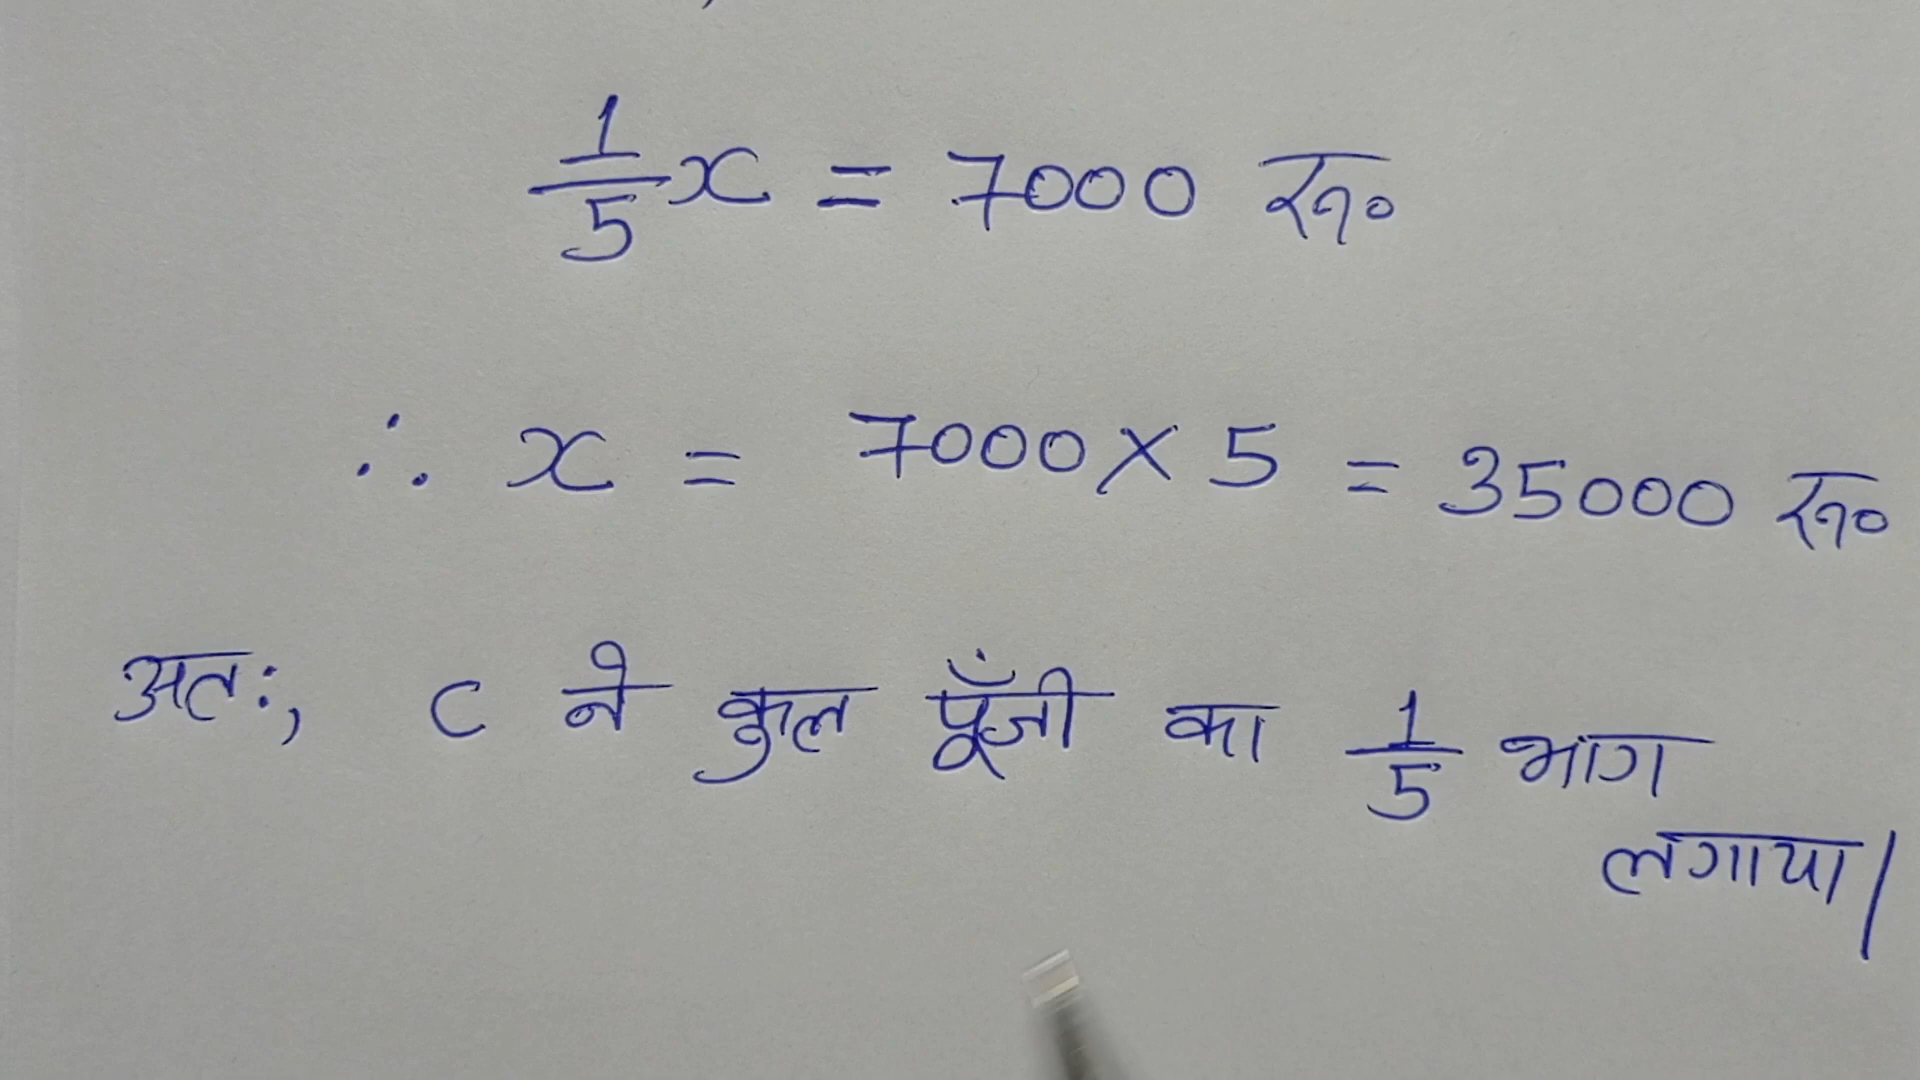 1/5 x = 7000 रू०
∴ x = 7000 × 5 = 35000 रू०
अतः, C ने कुल पूँजी का 1/5 भाग
लगाया|